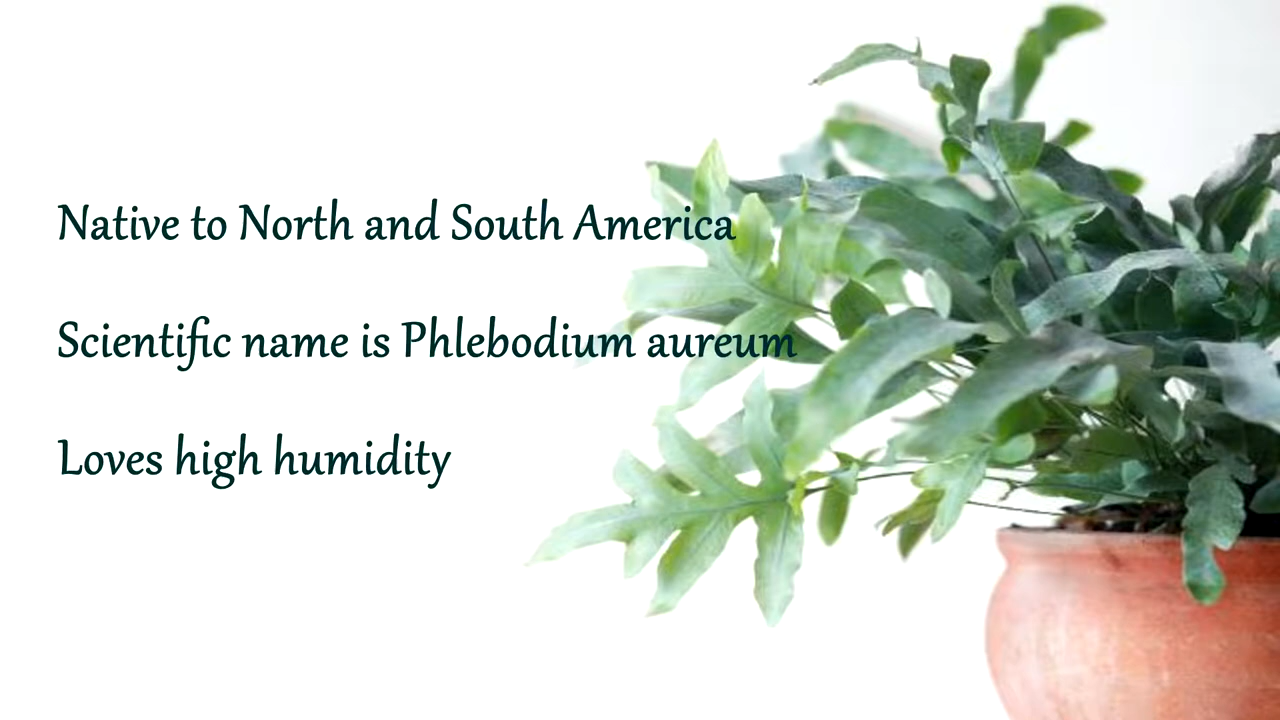 Native to North and South America
Scientific name is Phlebodium aureum
Loves high humidity